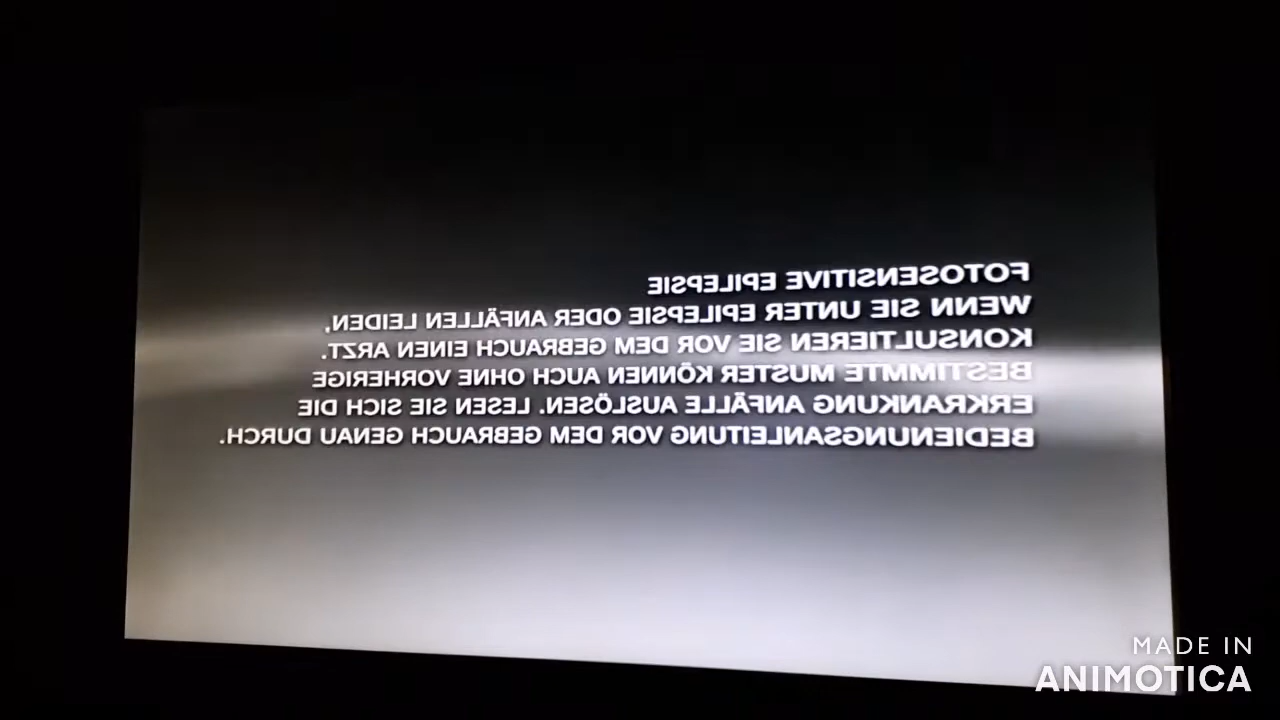 FOTOSENSITIVE EPILEPSIE
WENN SIE UNTER EPILEPSIE ODER ANFÄLLEN LEIDEN,
KONSULTIEREN SIE VOR DEM GEBRAUCH EINEN ARZT.
BESTIMMTE MUSTER KÖNNEN AUCH OHNE VORHERIGE
ERKRANKUNG ANFÄLLE AUSLÖSEN. LESEN SIE SICH DIE
BEDIENUNGSANLEITUNG VOR DEM GEBRAUCH GENAU DURCH.
MADE IN
ANIMOTICA